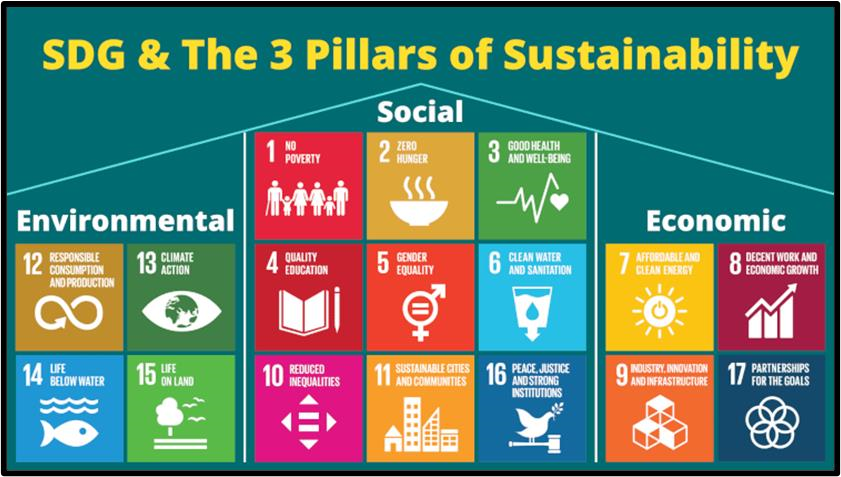 SDG & The 3 Pillars of Sustainability
Social
1 NO
POVERTY
2 ZERO
HUNGER
3 GOOD HEALTH
AND WELL-BEING
Environmental
Economic
12 RESPONSIBLE
CONSUMPTION
AND PRODUCTION
13 CLIMATE
ACTION
4 QUALITY
EDUCATION
5 GENDER
EQUALITY
6 CLEAN WATER
AND SANITATION
7 AFFORDABLE AND
CLEAN ENERGY
8 DECENT WORK AND
ECONOMIC GROWTH
14 LIFE
BELOW WATER
15 LIFE
ON LAND
10 REDUCED
INEQUALITIES
11 SUSTAINABLE CITIES
AND COMMUNITIES
16 PEACE, JUSTICE
AND STRONG
INSTITUTIONS
9 INDUSTRY, INNOVATION
AND INFRASTRUCTURE
17 PARTNERSHIPS
FOR THE GOALS